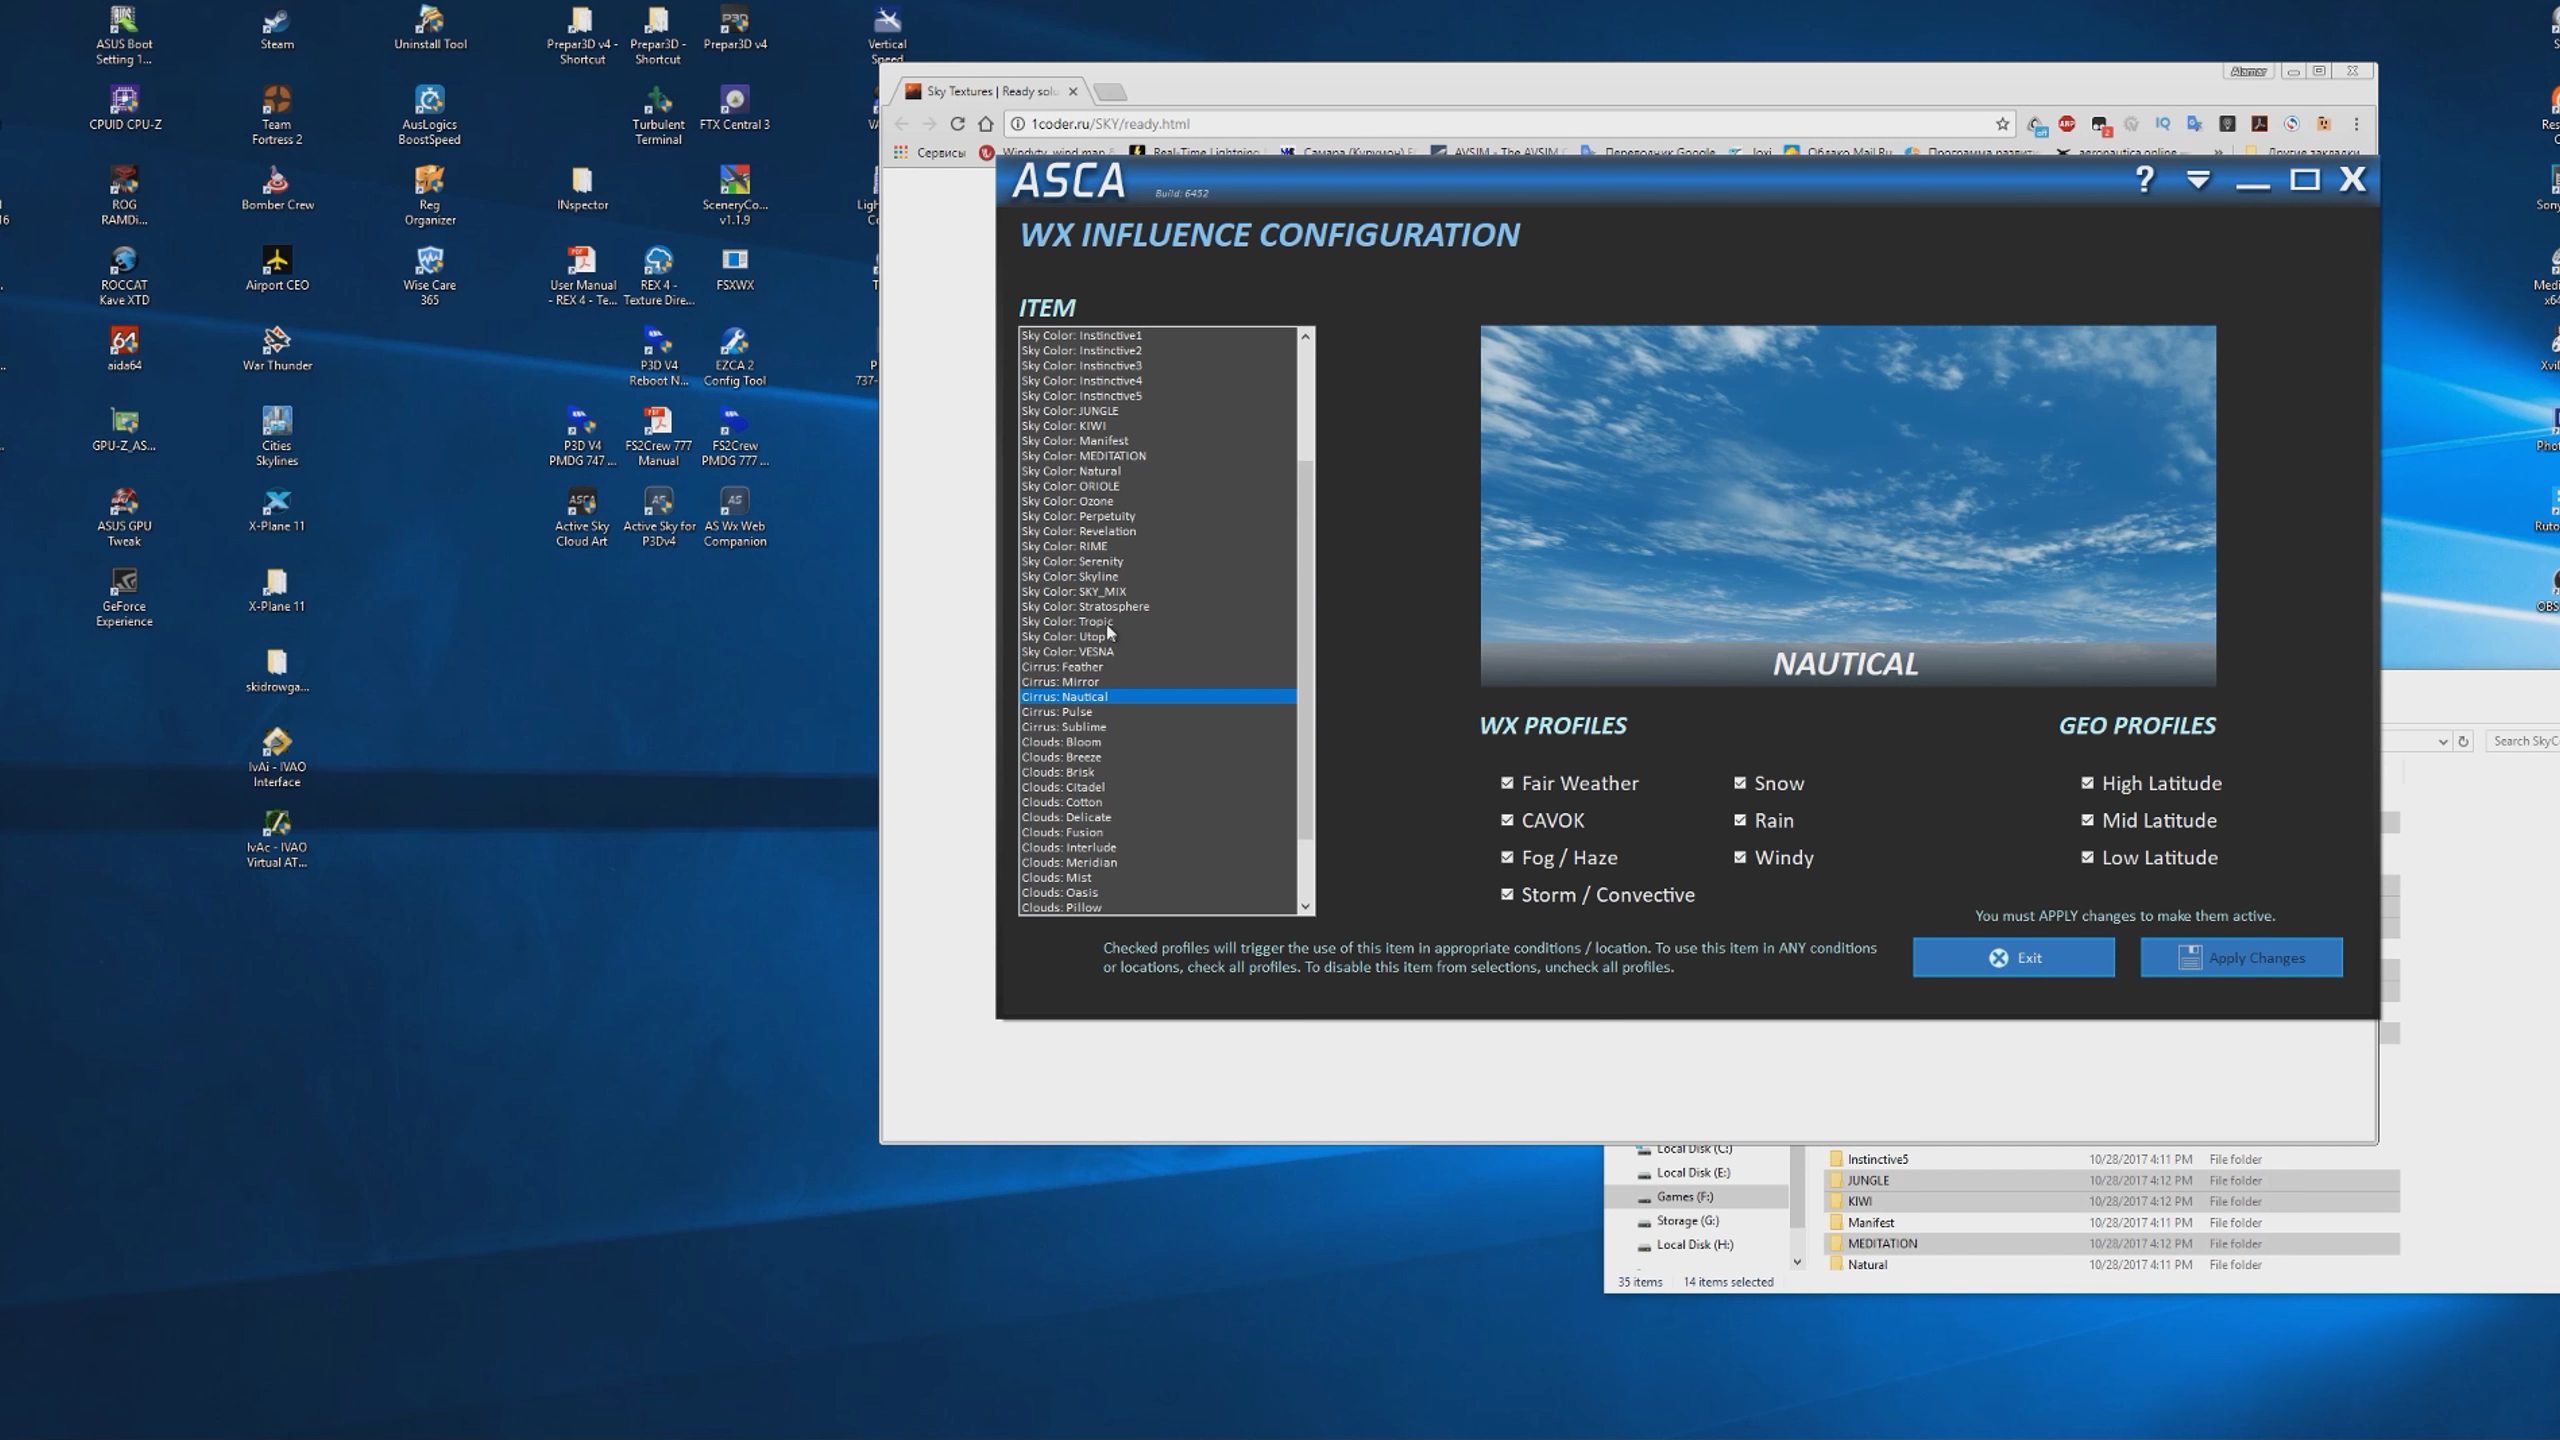 ASUS Boot
Setting 1...
Steam
Uninstall Tool
Prepar3D v4 -
Shortcut
Prepar3D -
Shortcut
Prepar3D v4
Vertical
Speed
CPUID CPU-Z
Team
Fortress 2
AusLogics
BoostSpeed
Turbulent
Terminal
FTX Central 3
ROG
RAMDi...
Bomber Crew
Reg
Organizer
INspector
SceneryCo...
v1.1.9
ROCCAT
Kave XTD
Airport CEO
Wise Care
365
User Manual
- REX 4 - Te...
REX 4 -
Texture Dire...
FSXWX
64
aida64
War Thunder
P3D V4
Reboot N...
EZCA 2
Config Tool
GPU-Z_AS...
Cities
Skylines
P3D V4
PMDG 747 ...
FS2Crew 777
Manual
FS2Crew
PMDG 777 ...
ASUS GPU
Tweak
X-Plane 11
Active Sky
Cloud Art
Active Sky for
P3Dv4
AS Wx Web
Companion
GeForce
Experience
X-Plane 11
skidrowga...
IvAi - IVAO
Interface
IvAc - IVAO
Virtual AT...
Alamar
Sky Textures | Ready solu
1coder.ru/SKY/ready.html
Сервисы
Windyty, wind map &
Real-Time Lightning
Самара (Курумоч) Е
AVSIM - The AVSIM
Переводчик Google
Joxi
Облако Mail.Ru
Программа развити
aeronautica.online
Другие закладки
ASCA
Build: 6452
WX INFLUENCE CONFIGURATION
ITEM
Sky Color: Instinctive1
Sky Color: Instinctive2
Sky Color: Instinctive3
Sky Color: Instinctive4
Sky Color: Instinctive5
Sky Color: JUNGLE
Sky Color: KIWI
Sky Color: Manifest
Sky Color: MEDITATION
Sky Color: Natural
Sky Color: ORIOLE
Sky Color: Ozone
Sky Color: Perpetuity
Sky Color: Revelation
Sky Color: RIME
Sky Color: Serenity
Sky Color: Skyline
Sky Color: SKY_MIX
Sky Color: Stratosphere
Sky Color: Tropic
Sky Color: Utop
Sky Color: VESNA
Cirrus: Feather
Cirrus: Mirror
Cirrus: Nautical
Cirrus: Pulse
Cirrus: Sublime
Clouds: Bloom
Clouds: Breeze
Clouds: Brisk
Clouds: Citadel
Clouds: Cotton
Clouds: Delicate
Clouds: Fusion
Clouds: Interlude
Clouds: Meridian
Clouds: Mist
Clouds: Oasis
Clouds: Pillow
NAUTICAL
WX PROFILES
GEO PROFILES
Fair Weather
Snow
High Latitude
CAVOK
Rain
Mid Latitude
Fog / Haze
Windy
Low Latitude
Storm / Convective
You must APPLY changes to make them active.
Checked profiles will trigger the use of this item in appropriate conditions / location. To use this item in ANY conditions
or locations, check all profiles. To disable this item from selections, uncheck all profiles.
Exit
Apply Changes
Search SkyC
Local Disk (C:)
Local Disk (E:)
Games (F:)
Storage (G:)
Local Disk (H:)
Instinctive5 10/28/2017 4:11 PM File folder
JUNGLE 10/28/2017 4:12 PM File folder
KIWI 10/28/2017 4:12 PM File folder
Manifest 10/28/2017 4:11 PM File folder
MEDITATION 10/28/2017 4:12 PM File folder
Natural 10/28/2017 4:11 PM File folder
35 items
14 items selected